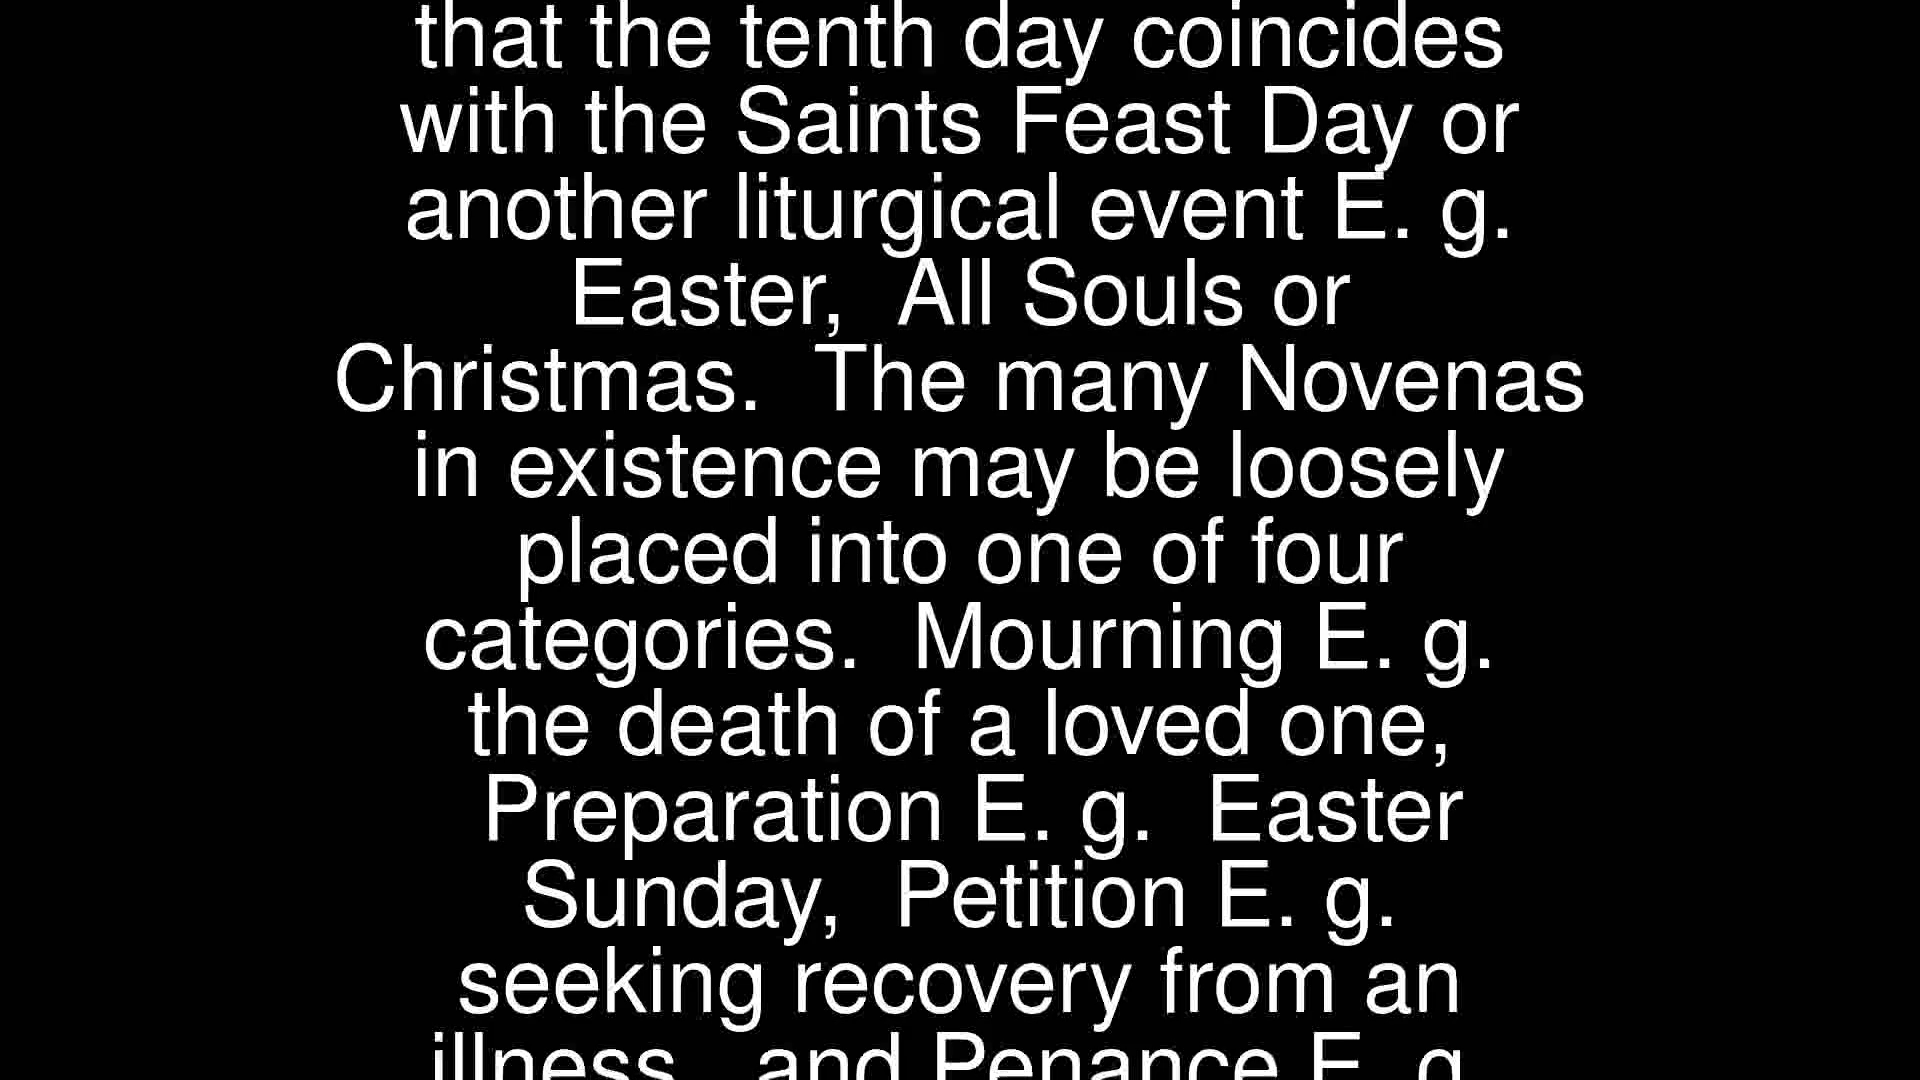 that the tenth day coincides
with the Saints Feast Day or
another liturgical event E. g.
Easter,  All Souls or
Christmas.  The many Novenas
in existence may be loosely
placed into one of four
categories.  Mourning E. g.
the death of a loved one,
Preparation E. g.  Easter
Sunday,  Petition E. g.
seeking recovery from an
illness,  and Penance E. g